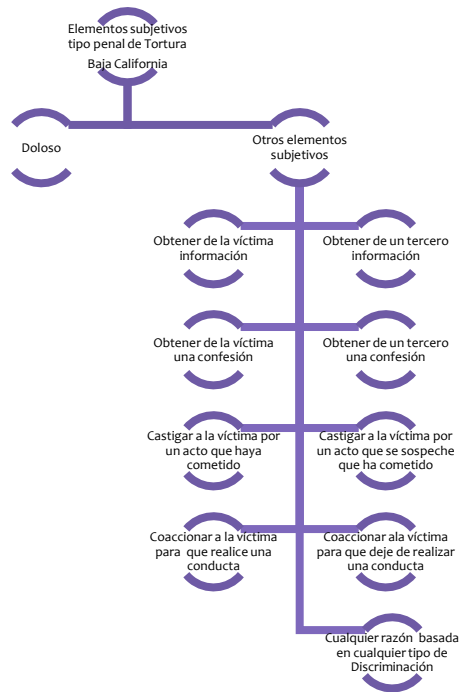 Elementos subjetivos
tipo penal de Tortura
Baja California
Doloso
Otros elementos
subjetivos
Obtener de la víctima
información
Obtener de un tercero
información
Obtener de la víctima
una confesión
Obtener de un tercero
una confesión
Castigar a la víctima por
un acto que haya
cometido
Castigar a la víctima por
un acto que se sospeche
que ha cometido
Coaccionar a la víctima
para que realice una
conducta
Coaccionar ala víctima
para que deje de realizar
una conducta
Cualquier razón basada
en cualquier tipo de
Discriminación